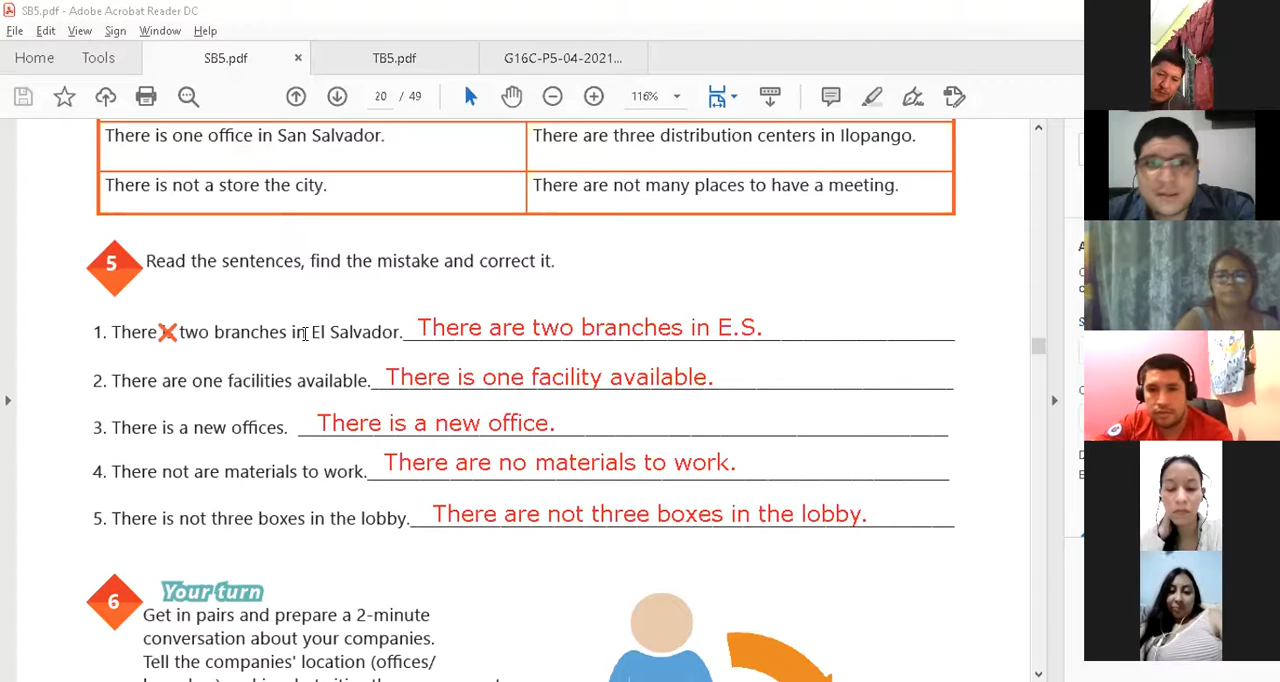 SB5.pdf - Adobe Acrobat Reader DC
File Edit View Sign Window Help
Home Tools SB5.pdf × TB5.pdf G16C-P5-04-2021...
20 / 49 116%
There is one office in San Salvador. There are three distribution centers in Ilopango.
There is not a store the city. There are not many places to have a meeting.
5 Read the sentences, find the mistake and correct it.
1. There two branches in El Salvador. There are two branches in E.S.
2. There are one facilities available. There is one facility available.
3. There is a new offices. There is a new office.
4. There not are materials to work. There are no materials to work.
5. There is not three boxes in the lobby. There are not three boxes in the lobby.
6 Your turn
Get in pairs and prepare a 2-minute
conversation about your companies.
Tell the companies' location (offices/